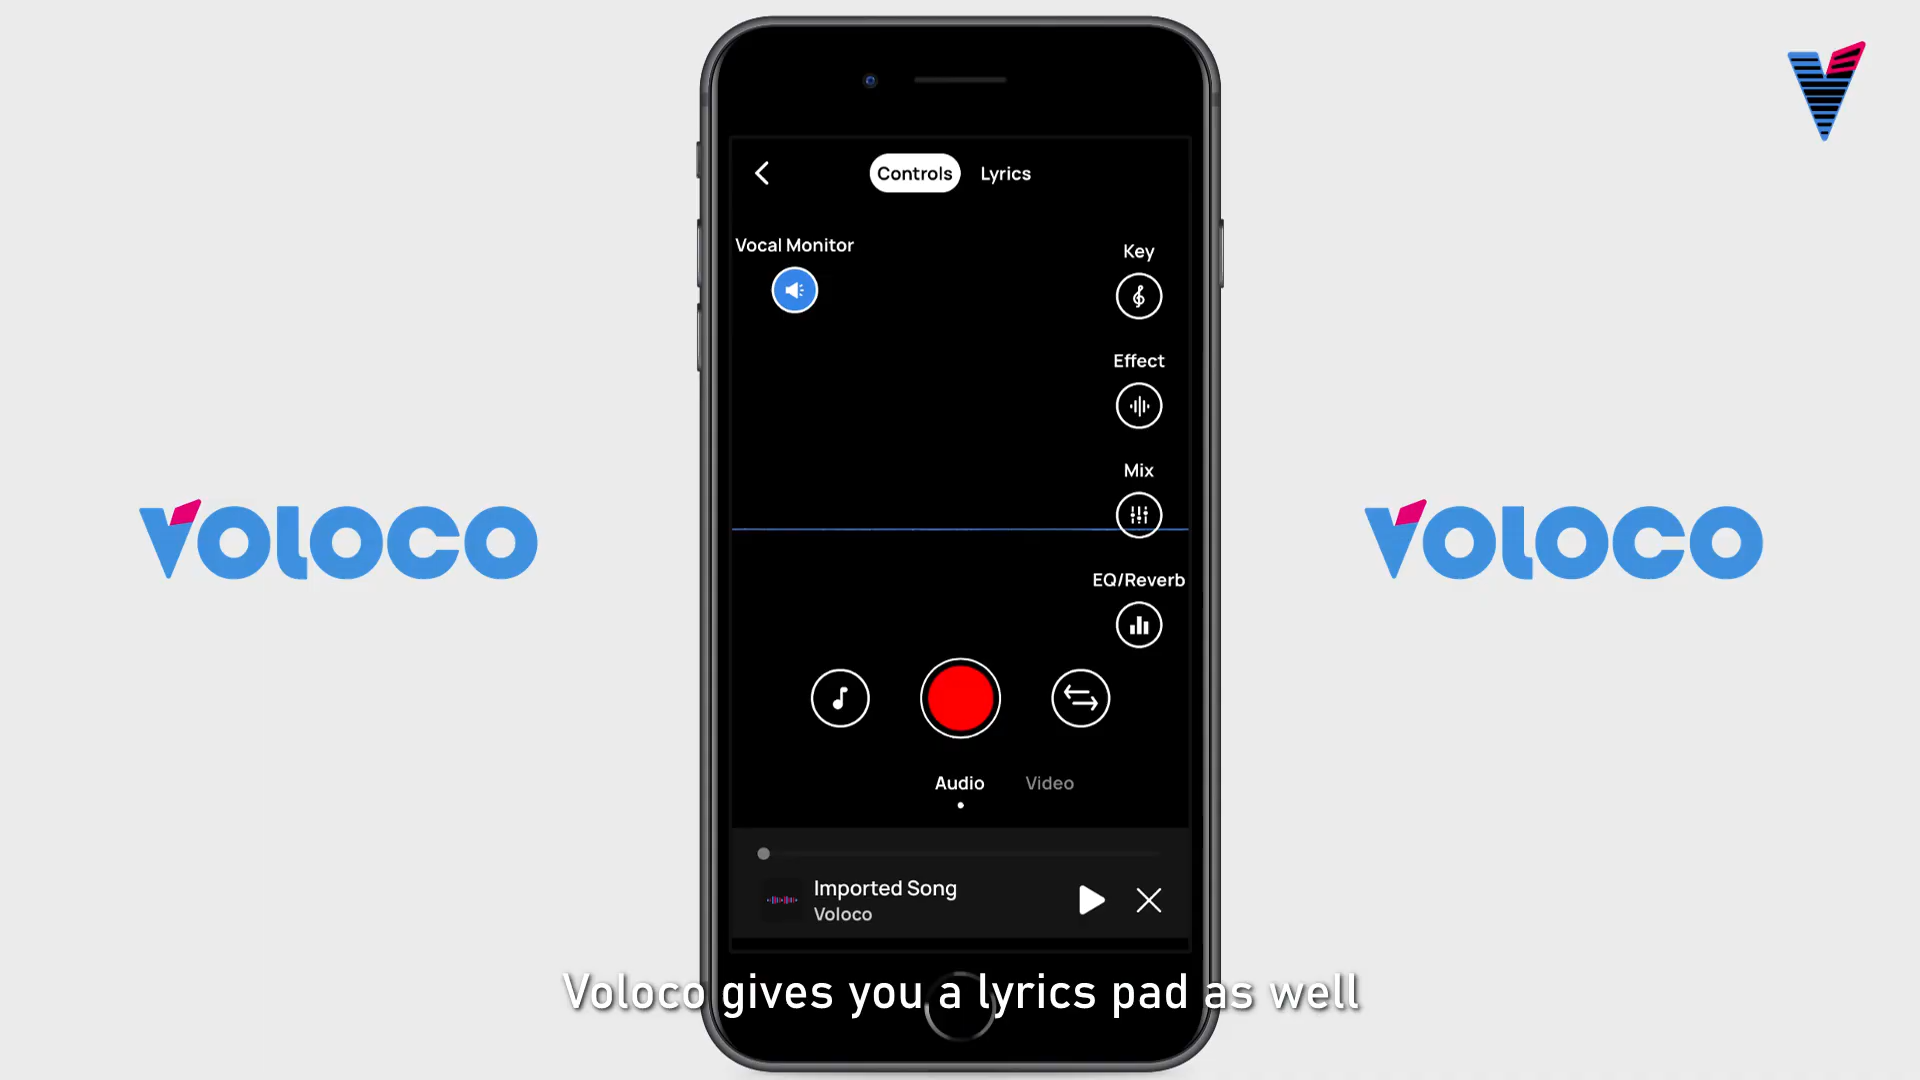 Controls Lyrics
Vocal Monitor
Key
Effect
Mix
EQ/Reverb
VOLOCO
VOLOCO
Audio Video
Imported Song
Voloco
Voloco gives you a lyrics pad as well